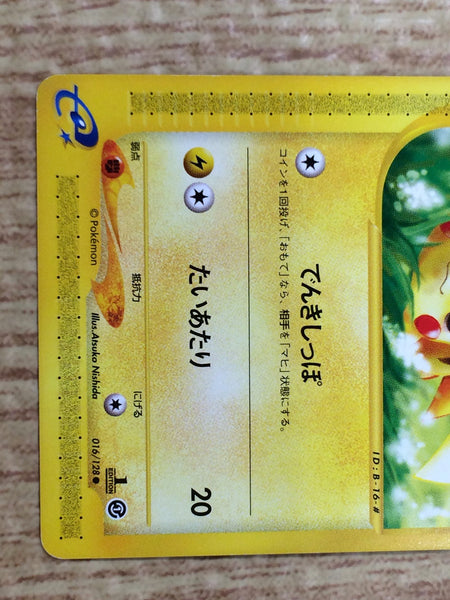 ID:B-16-#
でんきしっぽ
コインを1回投げ、「おもて」なら、相手を「マヒ」状態にする。
たいあたり 20
弱点
抵抗力
にげる
© Pokémon
Illus.Atsuko Nishida
016/128
1
EDITION
e